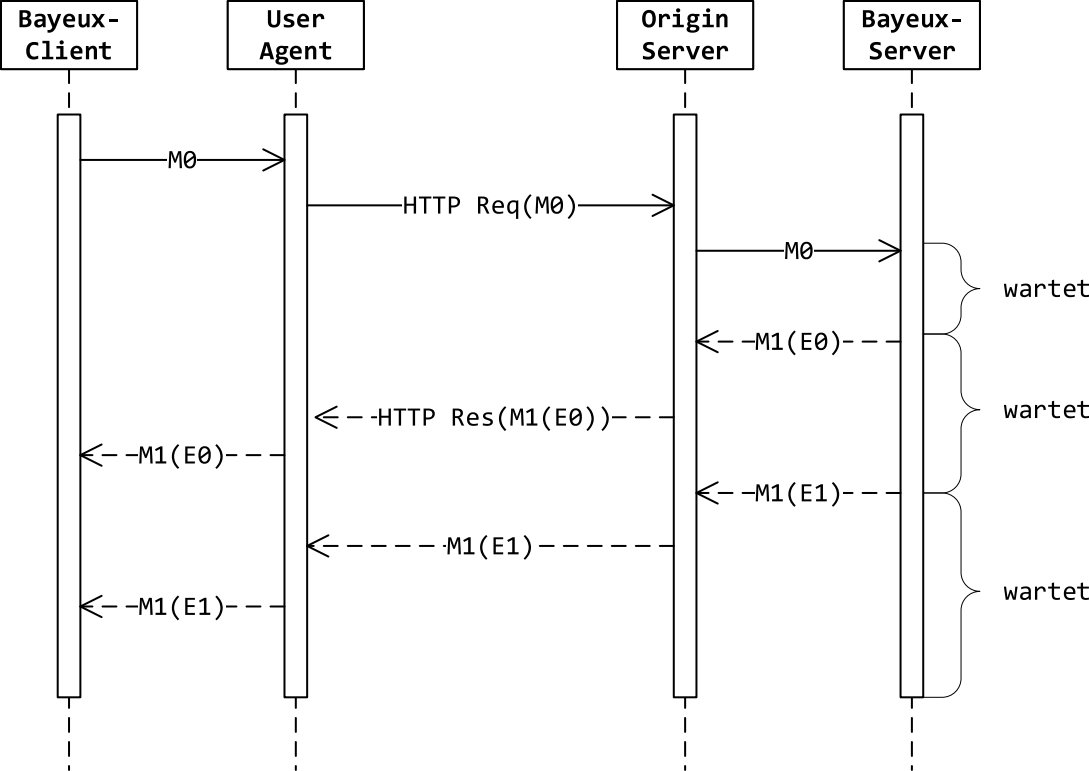 Bayeux-
Client
User
Agent
Origin
Server
Bayeux-
Server
M0
HTTP Req(M0)
M0
wartet
M1(E0)
wartet
HTTP Res(M1(E0))
M1(E0)
M1(E1)
M1(E1)
wartet
M1(E1)